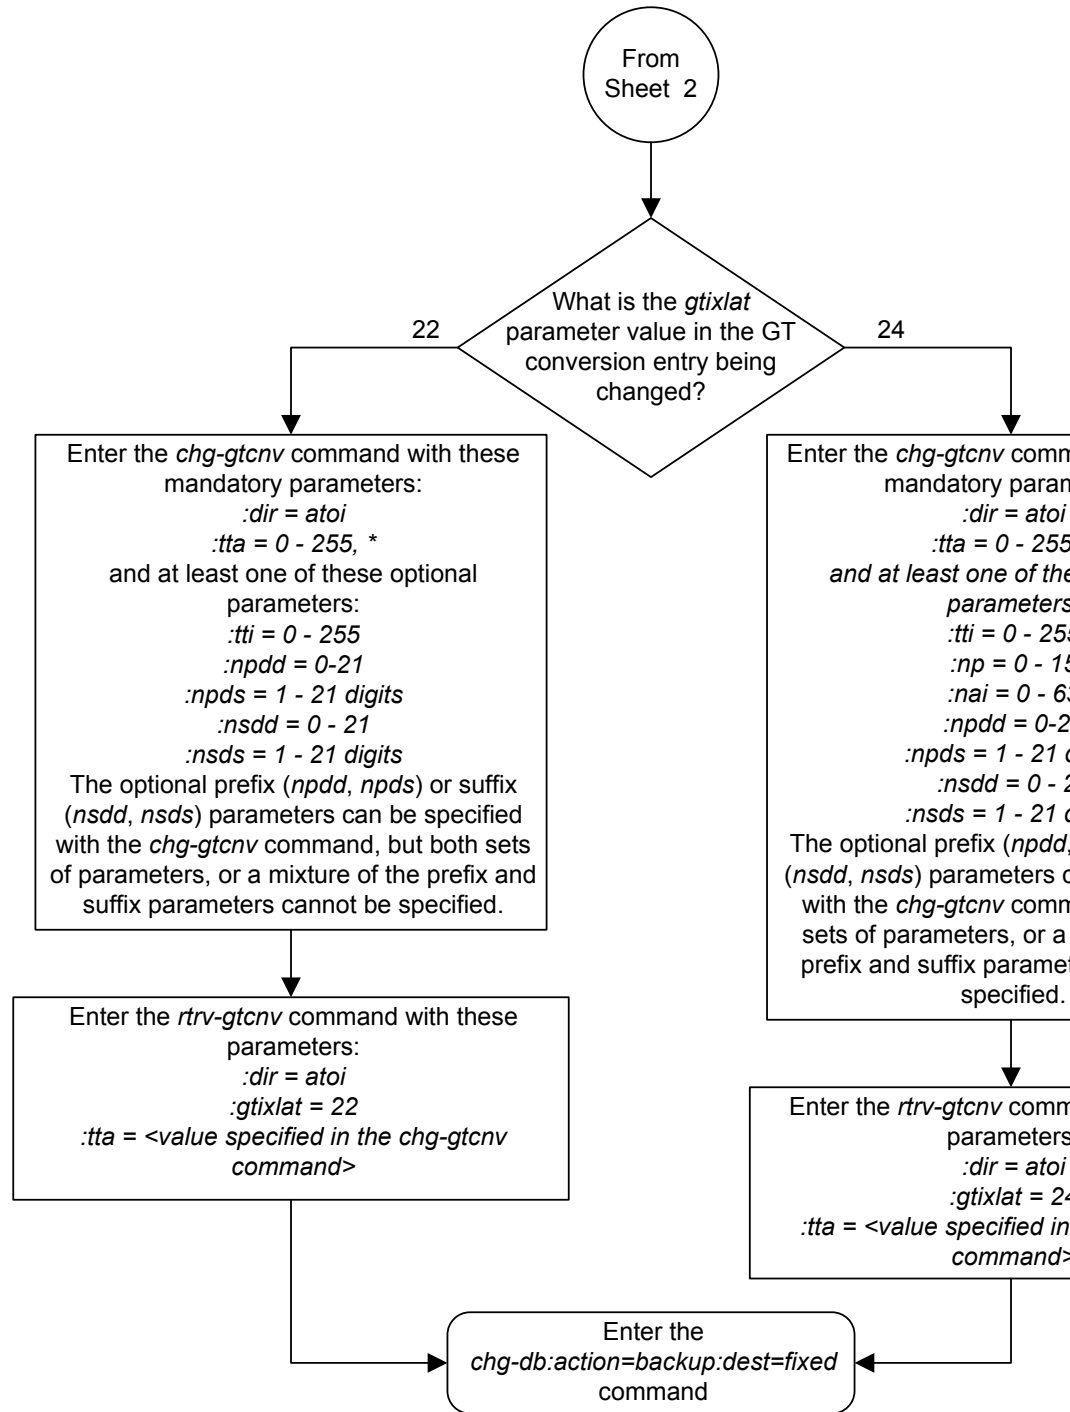 From
Sheet 2
What is the gtixlat
parameter value in the GT
conversion entry being
changed?
22
24
Enter the chg-gtcnv command with these
mandatory parameters:
:dir = atoi
:tta = 0 - 255, *
and at least one of these optional
parameters:
:tti = 0 - 255
:npdd = 0-21
:npds = 1 - 21 digits
:nsdd = 0 - 21
:nsds = 1 - 21 digits
The optional prefix (npdd, npds) or suffix
(nsdd, nsds) parameters can be specified
with the chg-gtcnv command, but both sets
of parameters, or a mixture of the prefix and
suffix parameters cannot be specified.
Enter the rtrv-gtcnv command with these
parameters:
:dir = atoi
:gtixlat = 22
:tta = <value specified in the chg-gtcnv
command>
Enter the chg-gtcnv comm
mandatory param
:dir = atoi
:tta = 0 - 255
and at least one of the
parameters
:tti = 0 - 25
:np = 0 - 15
:nai = 0 - 6
:npdd = 0-2
:npds = 1 - 21
:nsdd = 0 -
:nsds = 1 - 21
The optional prefix (npdd,
(nsdd, nsds) parameters
with the chg-gtcnv comm
sets of parameters, or a
prefix and suffix parame
specified.
Enter the rtrv-gtcnv comm
parameters
:dir = atoi
:gtixlat = 24
:tta = <value specified in
command>
Enter the
chg-db:action=backup:dest=fixed
command